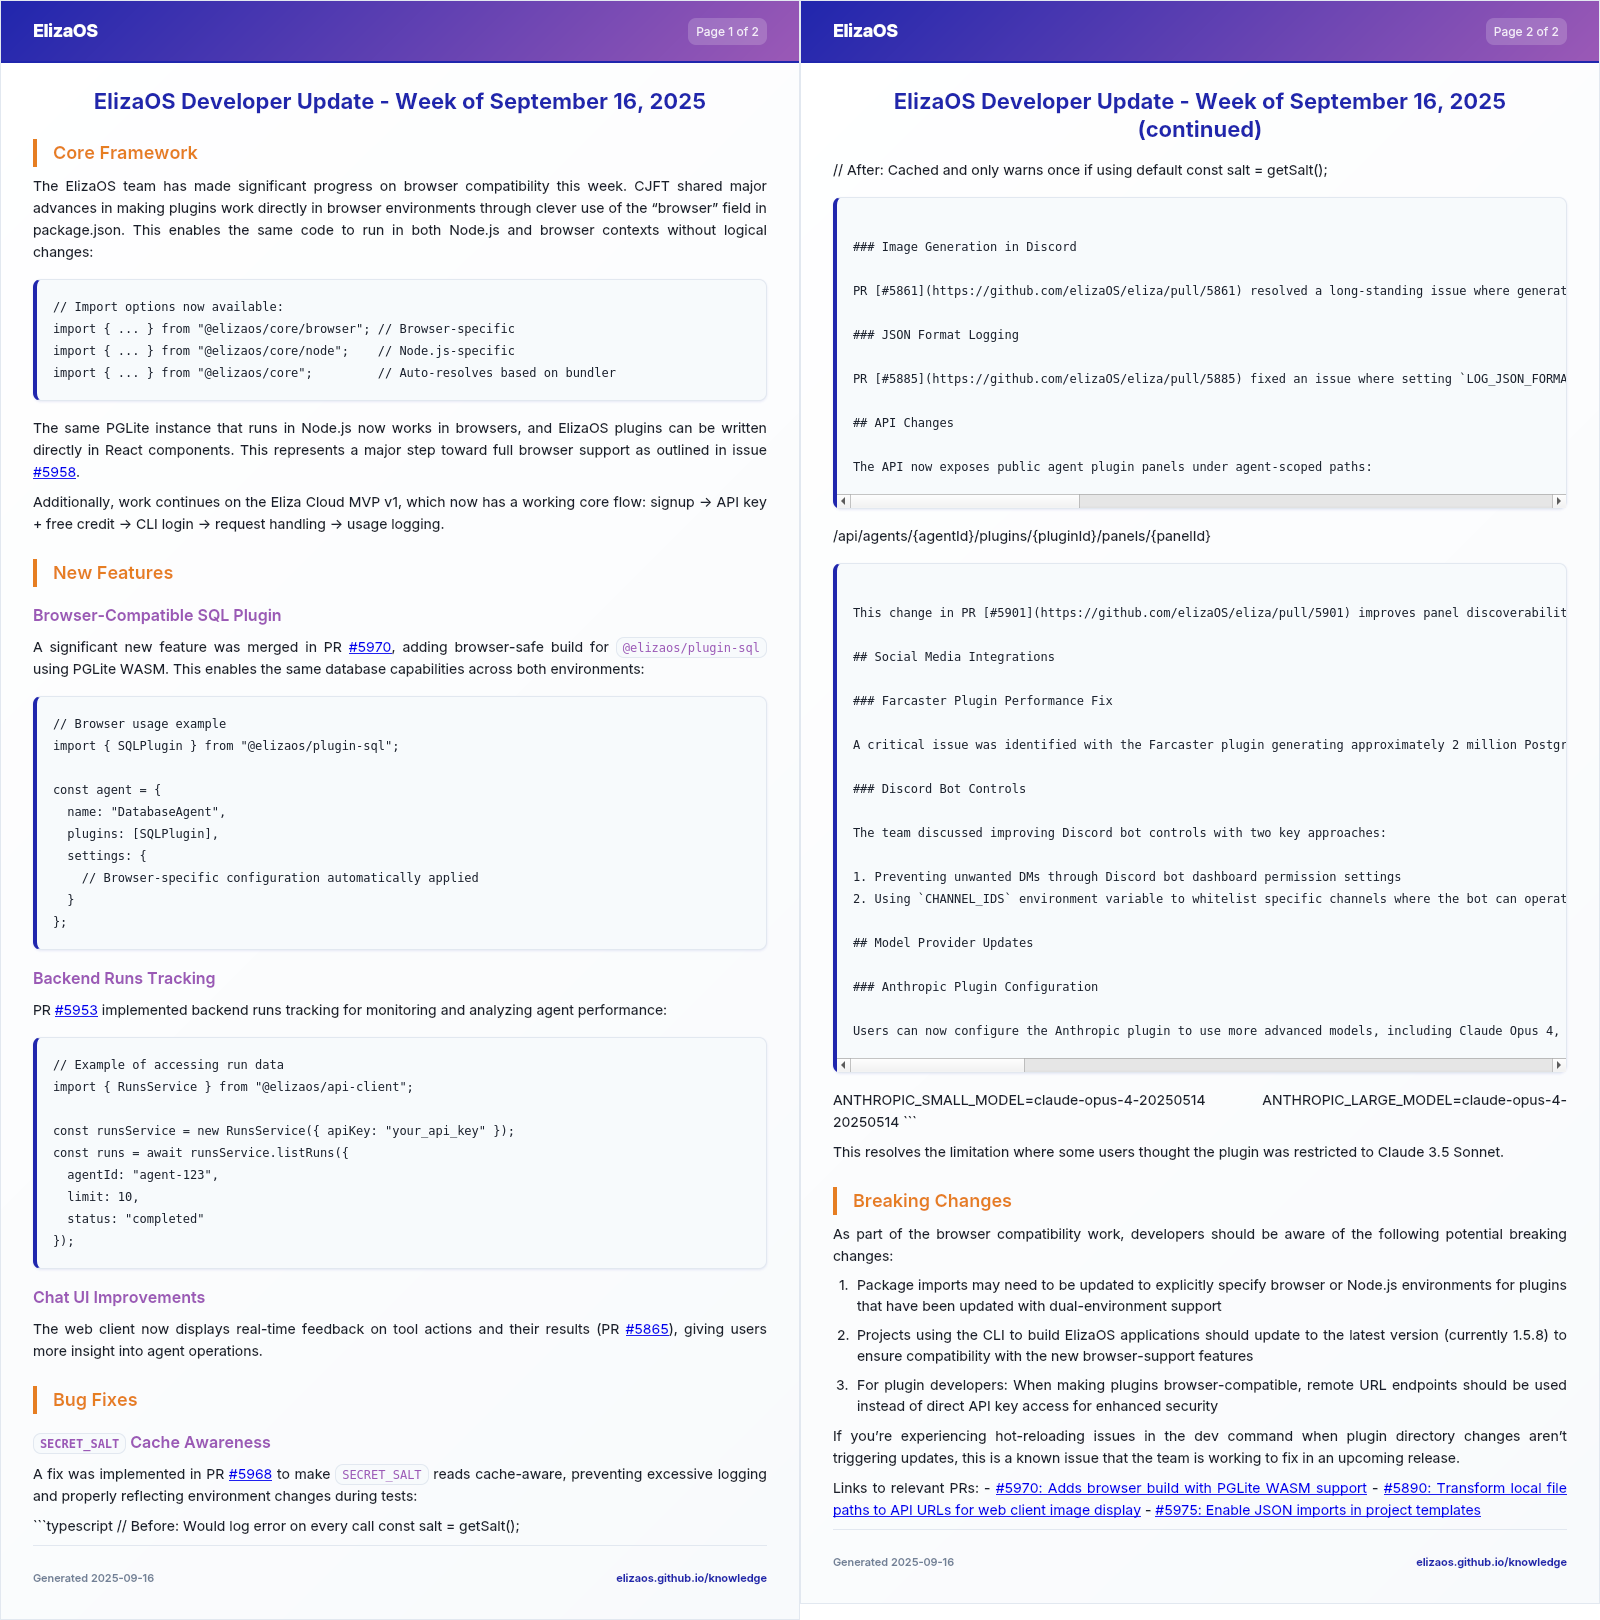 ElizaOS
Page 1 of 2
ElizaOS Developer Update - Week of September 16, 2025
Core Framework
The ElizaOS team has made significant progress on browser compatibility this week. CJFT shared major
advances in making plugins work directly in browser environments through clever use of the “browser” field in
package.json. This enables the same code to run in both Node.js and browser contexts without logical
changes:
// Import options now available:
import { ... } from "@elizaos/core/browser"; // Browser-specific
import { ... } from "@elizaos/core/node";    // Node.js-specific
import { ... } from "@elizaos/core";         // Auto-resolves based on bundler
The same PGLite instance that runs in Node.js now works in browsers, and ElizaOS plugins can be written
directly in React components. This represents a major step toward full browser support as outlined in issue
#5958.
Additionally, work continues on the Eliza Cloud MVP v1, which now has a working core flow: signup → API key
+ free credit → CLI login → request handling → usage logging.
New Features
Browser-Compatible SQL Plugin
A significant new feature was merged in PR #5970, adding browser-safe build for @elizaos/plugin-sql
using PGLite WASM. This enables the same database capabilities across both environments:
// Browser usage example
import { SQLPlugin } from "@elizaos/plugin-sql";
const agent = {
  name: "DatabaseAgent",
  plugins: [SQLPlugin],
  settings: {
    // Browser-specific configuration automatically applied
  }
};
Backend Runs Tracking
PR #5953 implemented backend runs tracking for monitoring and analyzing agent performance:
// Example of accessing run data
import { RunsService } from "@elizaos/api-client";
const runsService = new RunsService({ apiKey: "your_api_key" });
const runs = await runsService.listRuns({
  agentId: "agent-123",
  limit: 10,
  status: "completed"
});
Chat UI Improvements
The web client now displays real-time feedback on tool actions and their results (PR #5865), giving users
more insight into agent operations.
Bug Fixes
SECRET_SALT Cache Awareness
A fix was implemented in PR #5968 to make SECRET_SALT reads cache-aware, preventing excessive logging
and properly reflecting environment changes during tests:
```typescript // Before: Would log error on every call const salt = getSalt();
Generated 2025-09-16
elizaos.github.io/knowledge
ElizaOS
Page 2 of 2
ElizaOS Developer Update - Week of September 16, 2025
(continued)
// After: Cached and only warns once if using default const salt = getSalt();
### Image Generation in Discord
PR [#5861](https://github.com/elizaOS/eliza/pull/5861) resolved a long-standing issue where generat
### JSON Format Logging
PR [#5885](https://github.com/elizaOS/eliza/pull/5885) fixed an issue where setting `LOG_JSON_FORMA
## API Changes
The API now exposes public agent plugin panels under agent-scoped paths:
/api/agents/{agentId}/plugins/{pluginId}/panels/{panelId}
This change in PR [#5901](https://github.com/elizaOS/eliza/pull/5901) improves panel discoverabilit
## Social Media Integrations
### Farcaster Plugin Performance Fix
A critical issue was identified with the Farcaster plugin generating approximately 2 million Postgr
### Discord Bot Controls
The team discussed improving Discord bot controls with two key approaches:
1. Preventing unwanted DMs through Discord bot dashboard permission settings
2. Using `CHANNEL_IDS` environment variable to whitelist specific channels where the bot can operat
## Model Provider Updates
### Anthropic Plugin Configuration
Users can now configure the Anthropic plugin to use more advanced models, including Claude Opus 4,
ANTHROPIC_SMALL_MODEL=claude-opus-4-20250514 ANTHROPIC_LARGE_MODEL=claude-opus-4-
20250514 ```
This resolves the limitation where some users thought the plugin was restricted to Claude 3.5 Sonnet.
Breaking Changes
As part of the browser compatibility work, developers should be aware of the following potential breaking
changes:
1. Package imports may need to be updated to explicitly specify browser or Node.js environments for plugins
that have been updated with dual-environment support
2. Projects using the CLI to build ElizaOS applications should update to the latest version (currently 1.5.8) to
ensure compatibility with the new browser-support features
3. For plugin developers: When making plugins browser-compatible, remote URL endpoints should be used
instead of direct API key access for enhanced security
If you’re experiencing hot-reloading issues in the dev command when plugin directory changes aren’t
triggering updates, this is a known issue that the team is working to fix in an upcoming release.
Links to relevant PRs: - #5970: Adds browser build with PGLite WASM support - #5890: Transform local file
paths to API URLs for web client image display - #5975: Enable JSON imports in project templates
Generated 2025-09-16
elizaos.github.io/knowledge